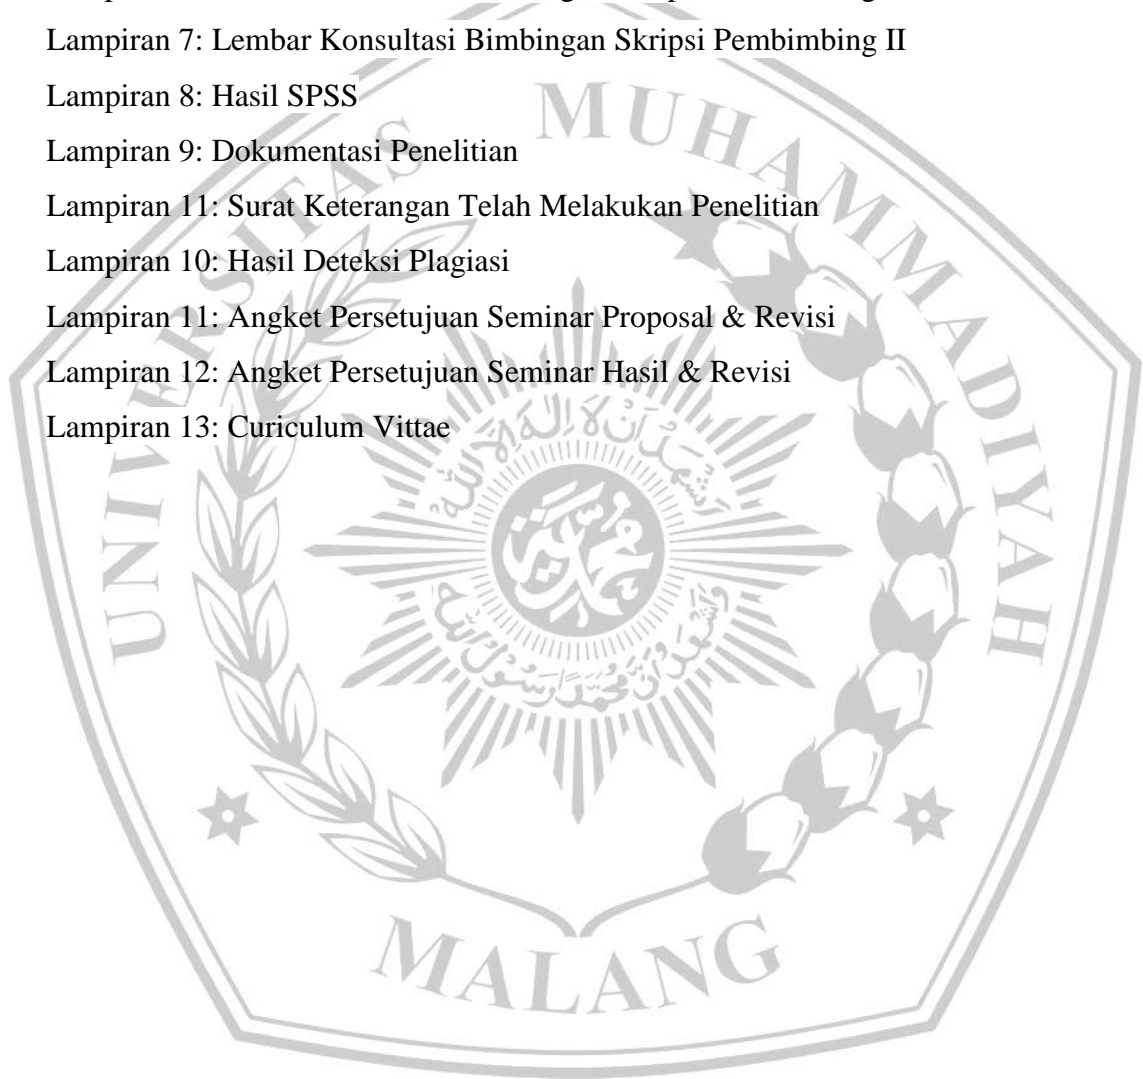 Lampiran 7: Lembar Konsultasi Bimbingan Skripsi Pembimbing II
Lampiran 8: Hasil SPSS
Lampiran 9: Dokumentasi Penelitian
Lampiran 11: Surat Keterangan Telah Melakukan Penelitian
Lampiran 10: Hasil Deteksi Plagiasi
Lampiran 11: Angket Persetujuan Seminar Proposal & Revisi
Lampiran 12: Angket Persetujuan Seminar Hasil & Revisi
Lampiran 13: Curiculum Vittae
UNIVERSITAS MUHAMMADIYAH
MALANG